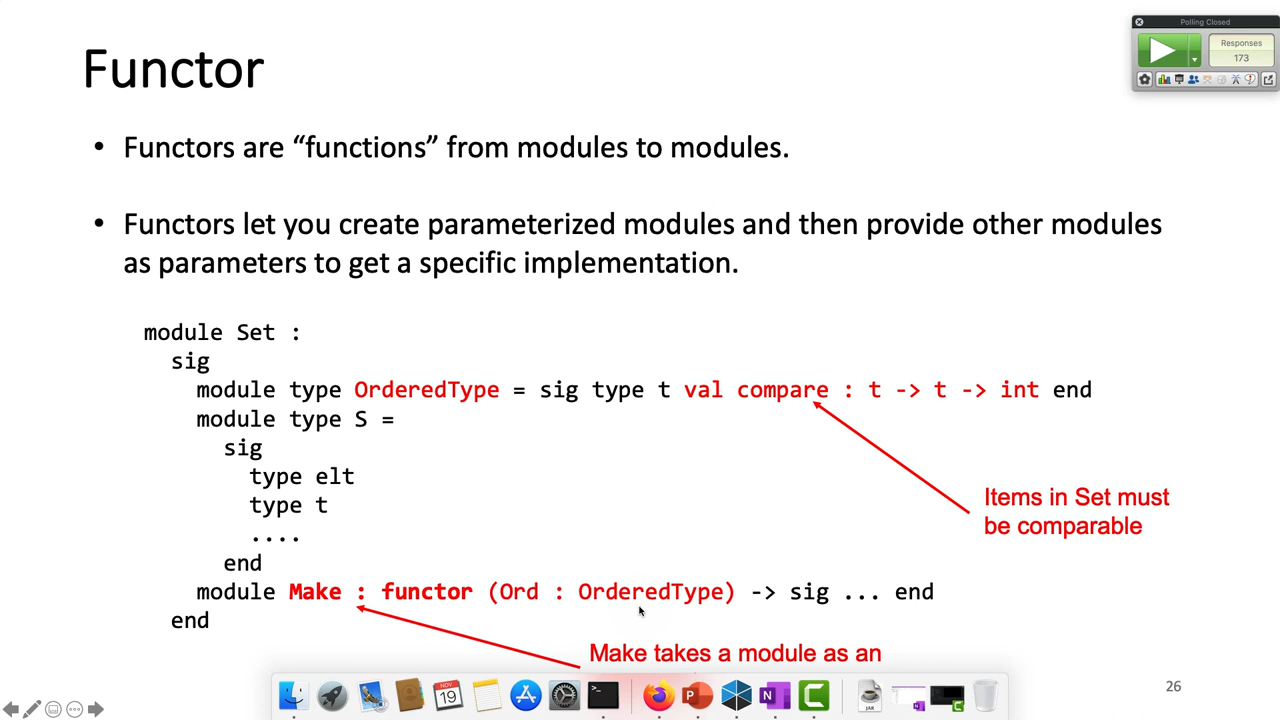 Polling Closed
Responses
173
Functor
• Functors are “functions” from modules to modules.
• Functors let you create parameterized modules and then provide other modules
as parameters to get a specific implementation.
module Set :
sig
module type OrderedType = sig type t val compare : t -> t -> int end
module type S =
sig
type elt
type t
....
end
module Make : functor (Ord : OrderedType) -> sig ... end
end
Items in Set must
be comparable
Make takes a module as an
NOV
19
26
JAR